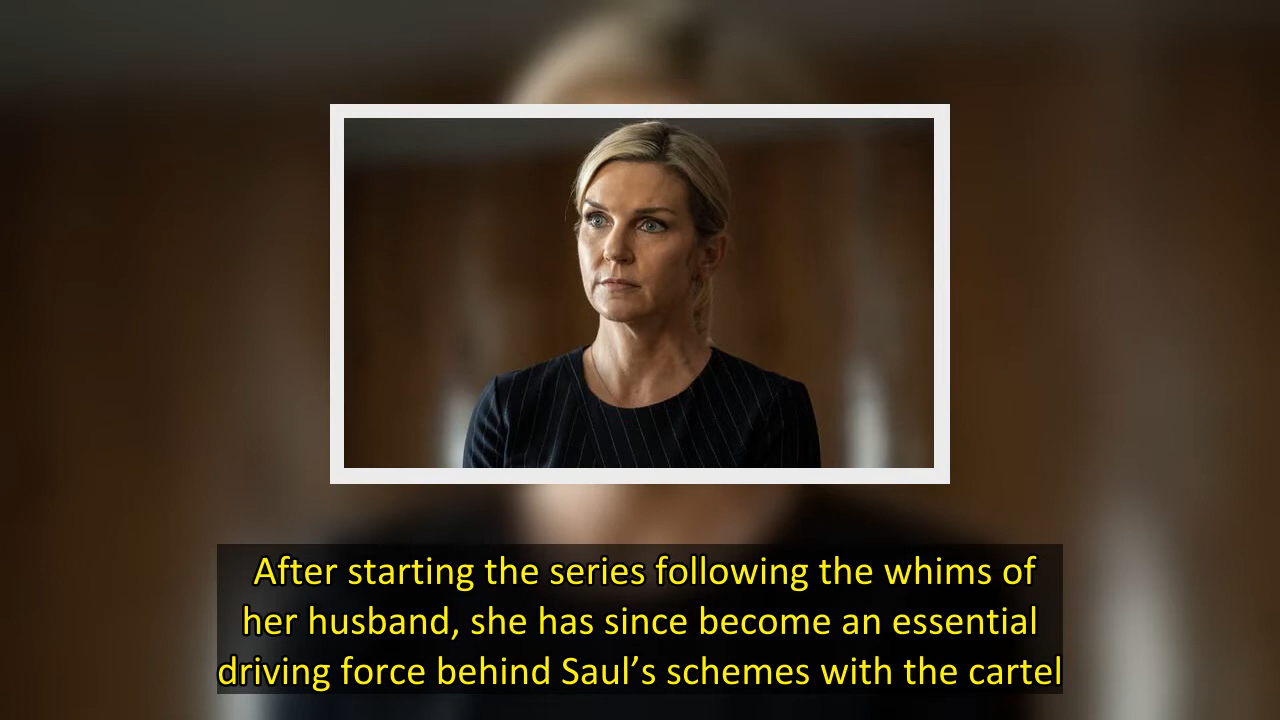 After starting the series following the whims of
her husband, she has since become an essential
driving force behind Saul’s schemes with the cartel